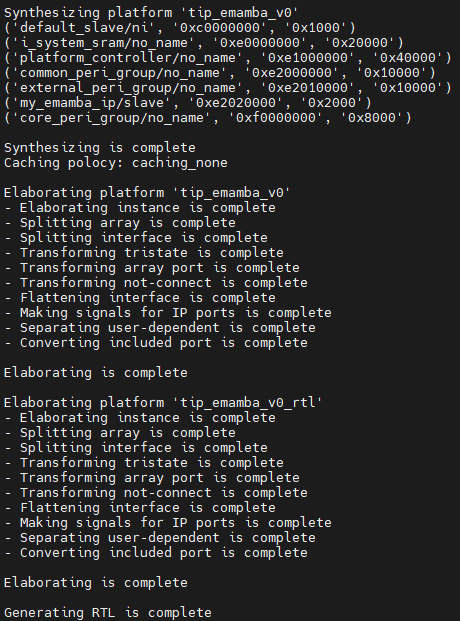 Synthesizing platform 'tip_emamba_v0'
('default_slave/ni', '0xc0000000', '0x1000')
('i_system_sram/no_name', '0xe0000000', '0x20000')
('platform_controller/no_name', '0xe1000000', '0x40000')
('common_peri_group/no_name', '0xe2000000', '0x10000')
('external_peri_group/no_name', '0xe2010000', '0x10000')
('my_emamba_ip/slave', '0xe2020000', '0x2000')
('core_peri_group/no_name', '0xf0000000', '0x8000')
Synthesizing is complete
Caching polocy: caching_none
Elaborating platform 'tip_emamba_v0'
- Elaborating instance is complete
- Splitting array is complete
- Splitting interface is complete
- Transforming tristate is complete
- Transforming array port is complete
- Transforming not-connect is complete
- Flattening interface is complete
- Making signals for IP ports is complete
- Separating user-dependent is complete
- Converting included port is complete
Elaborating is complete
Elaborating platform 'tip_emamba_v0_rtl'
- Elaborating instance is complete
- Splitting array is complete
- Splitting interface is complete
- Transforming tristate is complete
- Transforming array port is complete
- Transforming not-connect is complete
- Flattening interface is complete
- Making signals for IP ports is complete
- Separating user-dependent is complete
- Converting included port is complete
Elaborating is complete
Generating RTL is complete